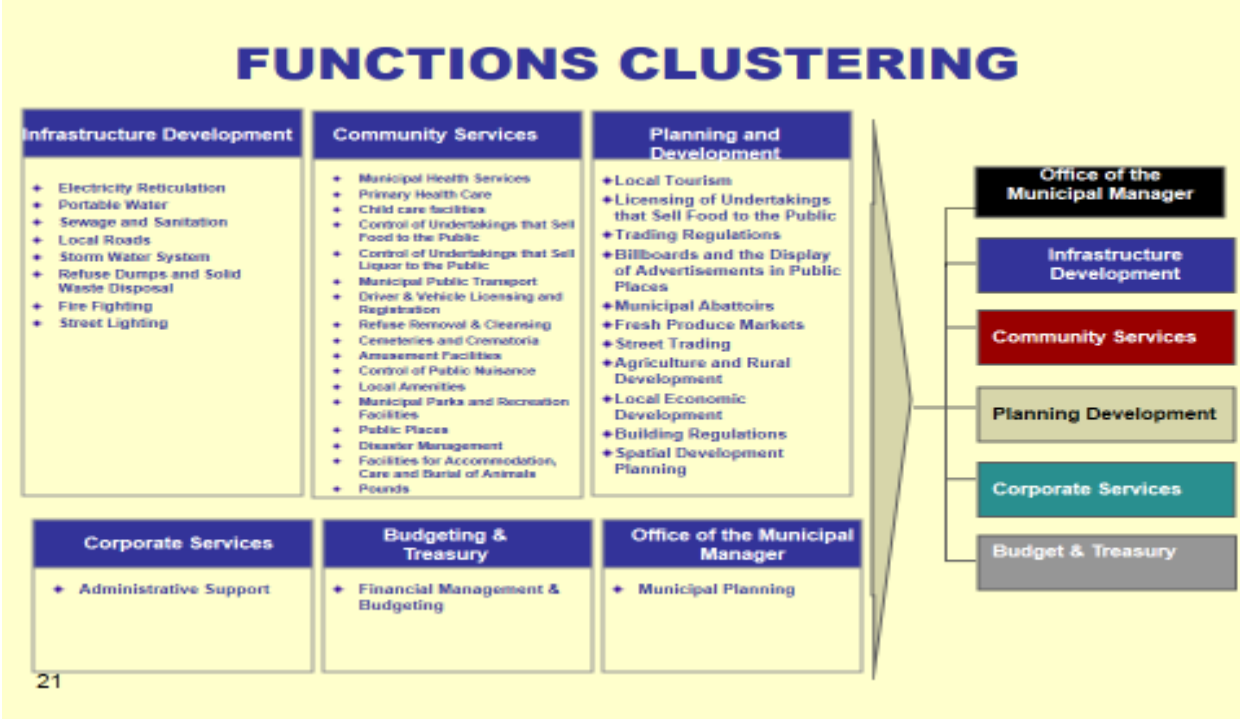 FUNCTIONS CLUSTERING
Infrastructure Development
Electricity Reticulation
Portable Water
Sewage and Sanitation
Local Roads
Storm Water System
Refuse Dumps and Solid
Waste Disposal
Fire Fighting
Street Lighting
Community Services
Municipal Health Services
Primary Health Care
Child care facilities
Control of Undertakings that Sell
Food to the Public
Control of Undertakings that Sell
Liquor to the Public
Municipal Public Transport
Driver & Vehicle Licensing and
Registration
Refuse Removal & Cleansing
Cemeteries and Crematoria
Amusement Facilities
Control of Public Nuisance
Local Amenities
Municipal Parks and Recreation
Facilities
Public Places
Disaster Management
Facilities for Accommodation,
Care and Burial of Animals
Pounds
Planning and
Development
Local Tourism
Licensing of Undertakings
that Sell Food to the Public
Trading Regulations
Billboards and the Display
of Advertisements in Public
Places
Municipal Abattoirs
Fresh Produce Markets
Street Trading
Agriculture and Rural
Development
Local Economic
Development
Building Regulations
Spatial Development
Planning
Corporate Services
Administrative Support
Budgeting &
Treasury
Financial Management &
Budgeting
Office of the Municipal
Manager
Municipal Planning
Office of the
Municipal Manager
Infrastructure
Development
Community Services
Planning Development
Corporate Services
Budget & Treasury
21